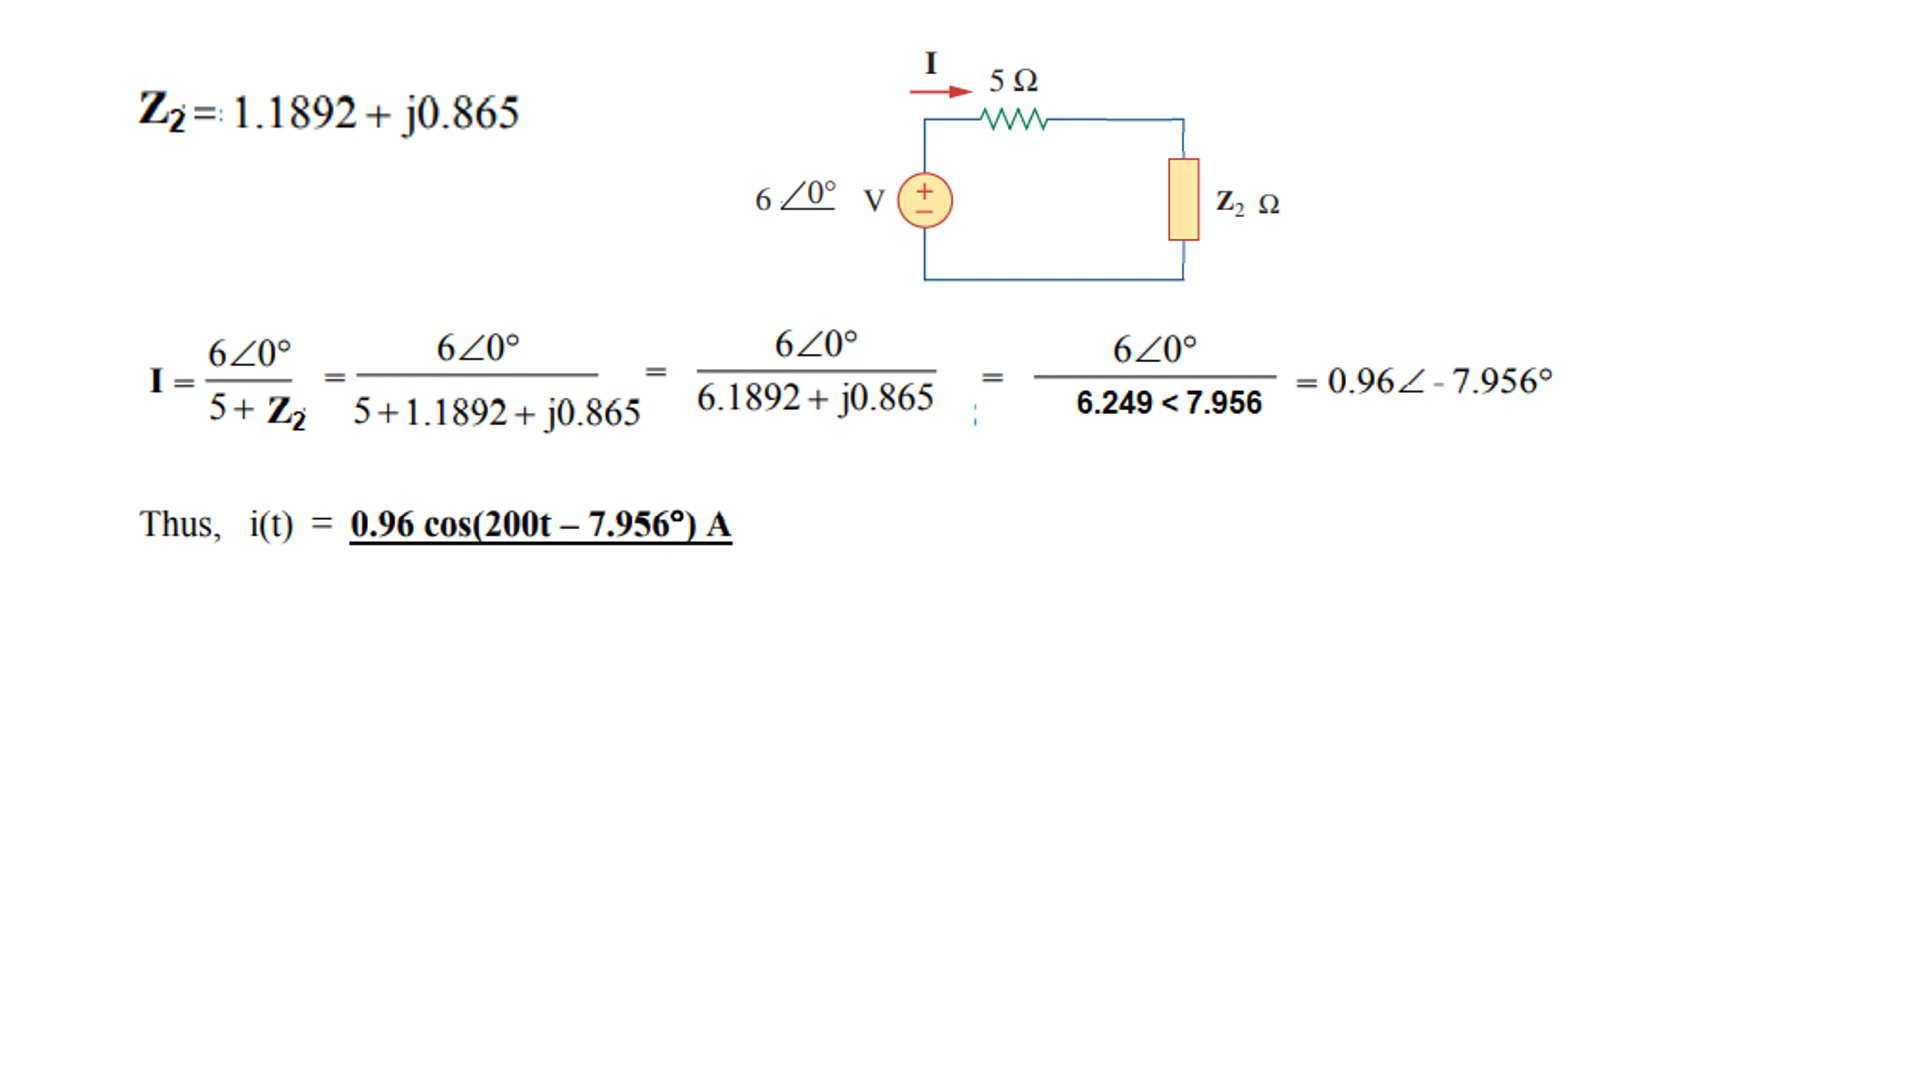 Z₂ = 1.1892 + j0.865
I
5 Ω
6 ∠0° V
+
−
Z₂ Ω
I = 6∠0° / 5 + Z₂ = 6∠0° / 5 + 1.1892 + j0.865 = 6∠0° / 6.1892 + j0.865 = 6∠0° / 6.249 < 7.956 = 0.96∠ - 7.956°
Thus, i(t) = 0.96 cos(200t – 7.956°) A